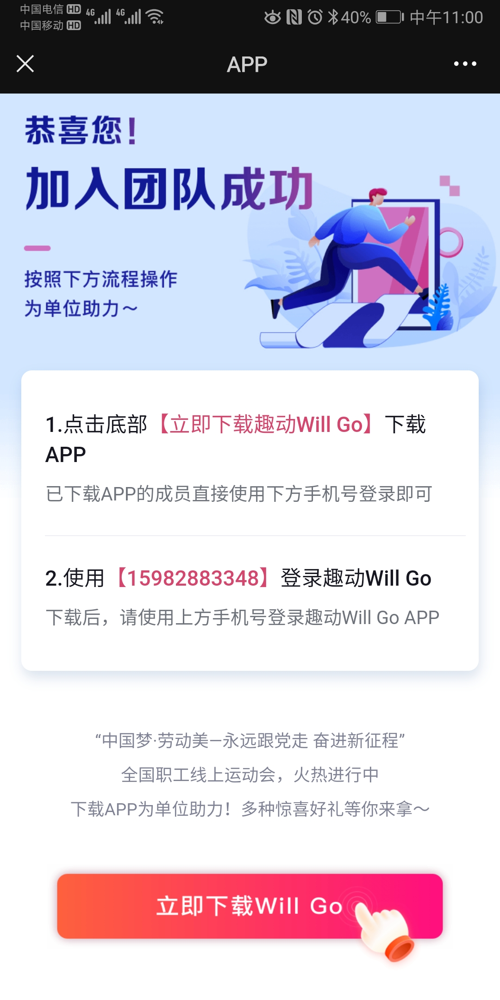 中国电信 HD 4G 4G 40% 中午11:00
中国移动 HD
APP
恭喜您!
加入团队成功
按照下方流程操作
为单位助力～
1.点击底部【立即下载趣动Will Go】下载
APP
已下载APP的成员直接使用下方手机号登录即可
2.使用【15982883348】登录趣动Will Go
下载后，请使用上方手机号登录趣动Will Go APP
“中国梦·劳动美—永远跟党走 奋进新征程”
全国职工线上运动会，火热进行中
下载APP为单位助力！多种惊喜好礼等你来拿～
立即下载Will Go